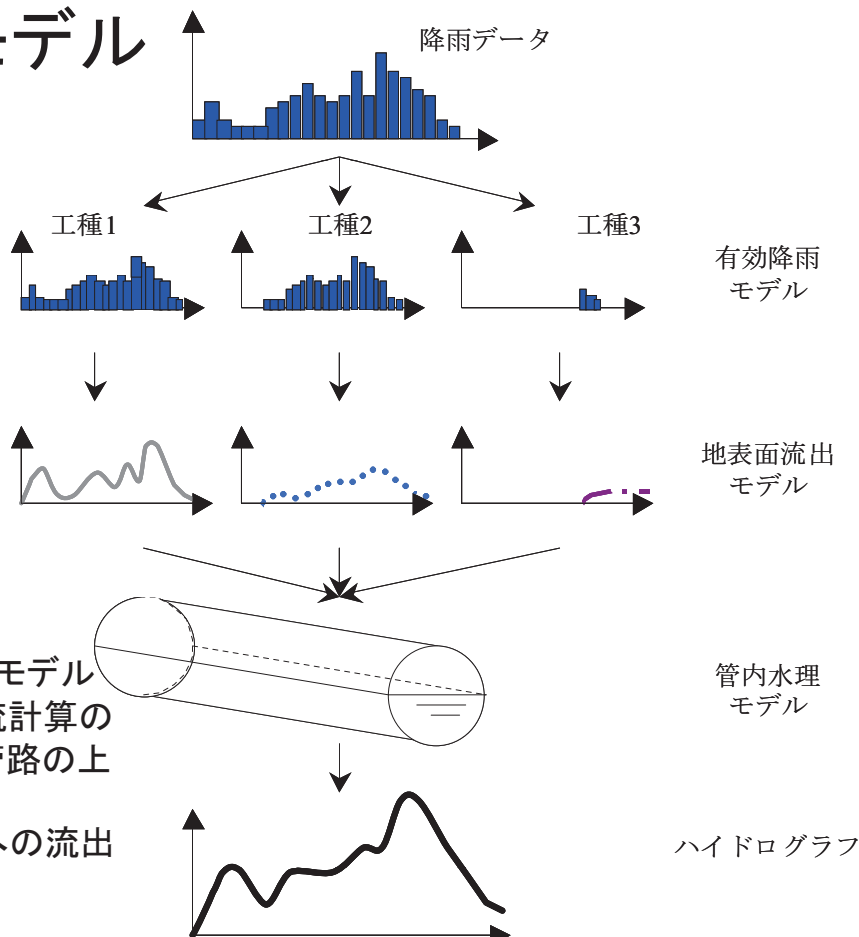 モデル
降雨データ
工種1
工種2
工種3
有効降雨
モデル
地表面流出
モデル
管内水理
モデル
モデル
流計算の
管路の上
への流出
ハイドログラフ